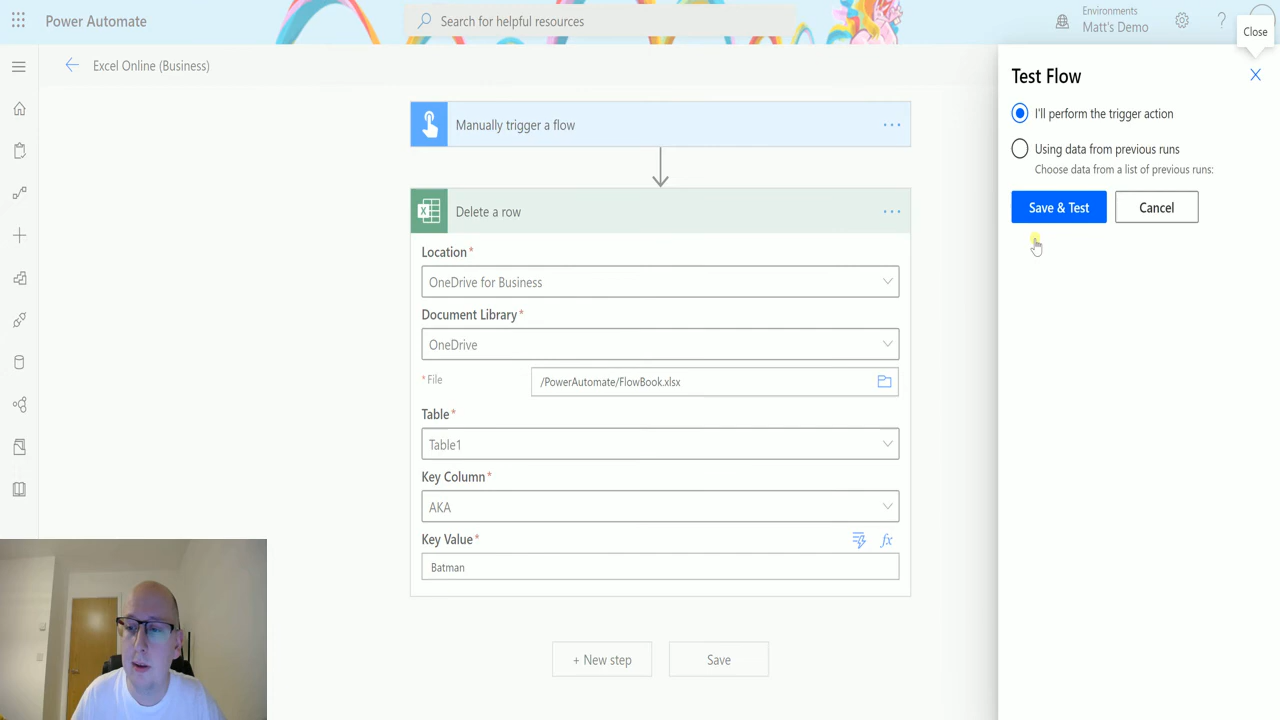 Power Automate
Search for helpful resources
Environments
Matt's Demo
?
Close
Excel Online (Business)
Test Flow
I'll perform the trigger action
Using data from previous runs
Choose data from a list of previous runs:
Save & Test
Cancel
Manually trigger a flow
Delete a row
Location*
OneDrive for Business
Document Library*
OneDrive
* File
/PowerAutomate/FlowBook.xlsx
Table*
Table1
Key Column*
AKA
Key Value*
fx
Batman
+ New step
Save